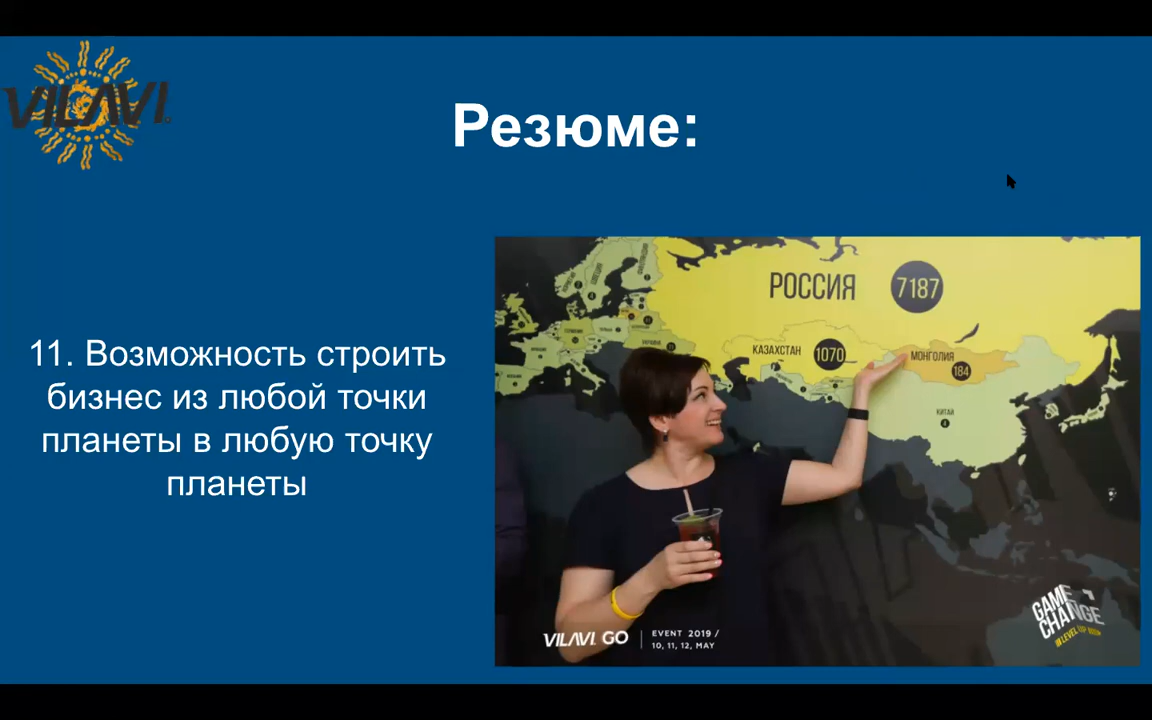 VILAVI
Резюме:
11. Возможность строить
бизнес из любой точки
планеты в любую точку
планеты
РОССИЯ 7187
КАЗАХСТАН 1070
МОНГОЛИЯ
184
КИТАЙ
УКРАИНА
VILAVI GO
EVENT 2019 /
10, 11, 12, MAY
GAME
CHANGE